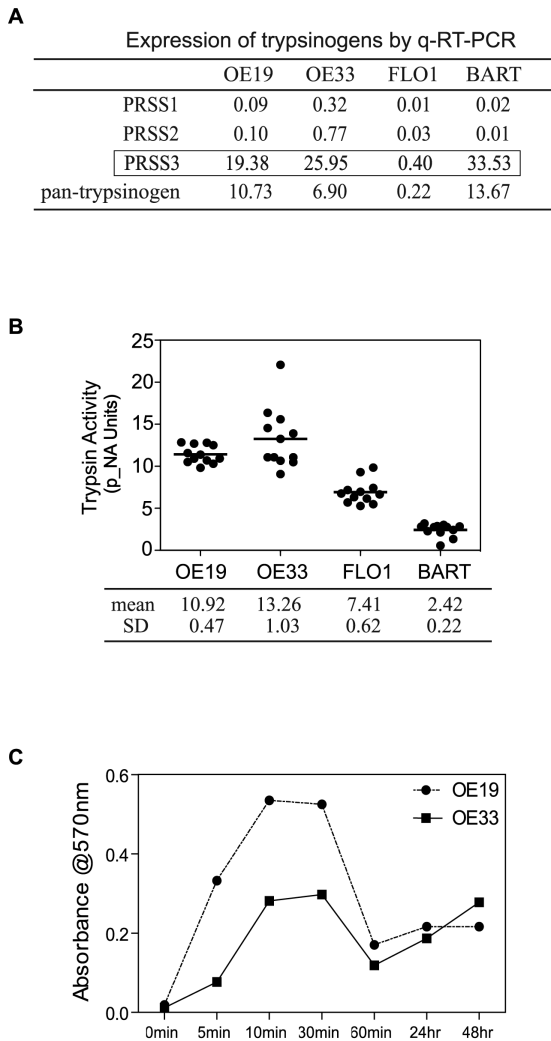 A
Expression of trypsinogens by q-RT-PCR
OE19 OE33 FLO1 BART
PRSS1 0.09 0.32 0.01 0.02
PRSS2 0.10 0.77 0.03 0.01
PRSS3 19.38 25.95 0.40 33.53
pan-trypsinogen 10.73 6.90 0.22 13.67
B
Trypsin Activity
(p_NA Units)
25
20
15
10
5
0
OE19 OE33 FLO1 BART
mean 10.92 13.26 7.41 2.42
SD 0.47 1.03 0.62 0.22
C
Absorbance @570nm
0.6
0.4
0.2
0.0
OE19
OE33
0min 5min 10min 30min 60min 24hr 48hr